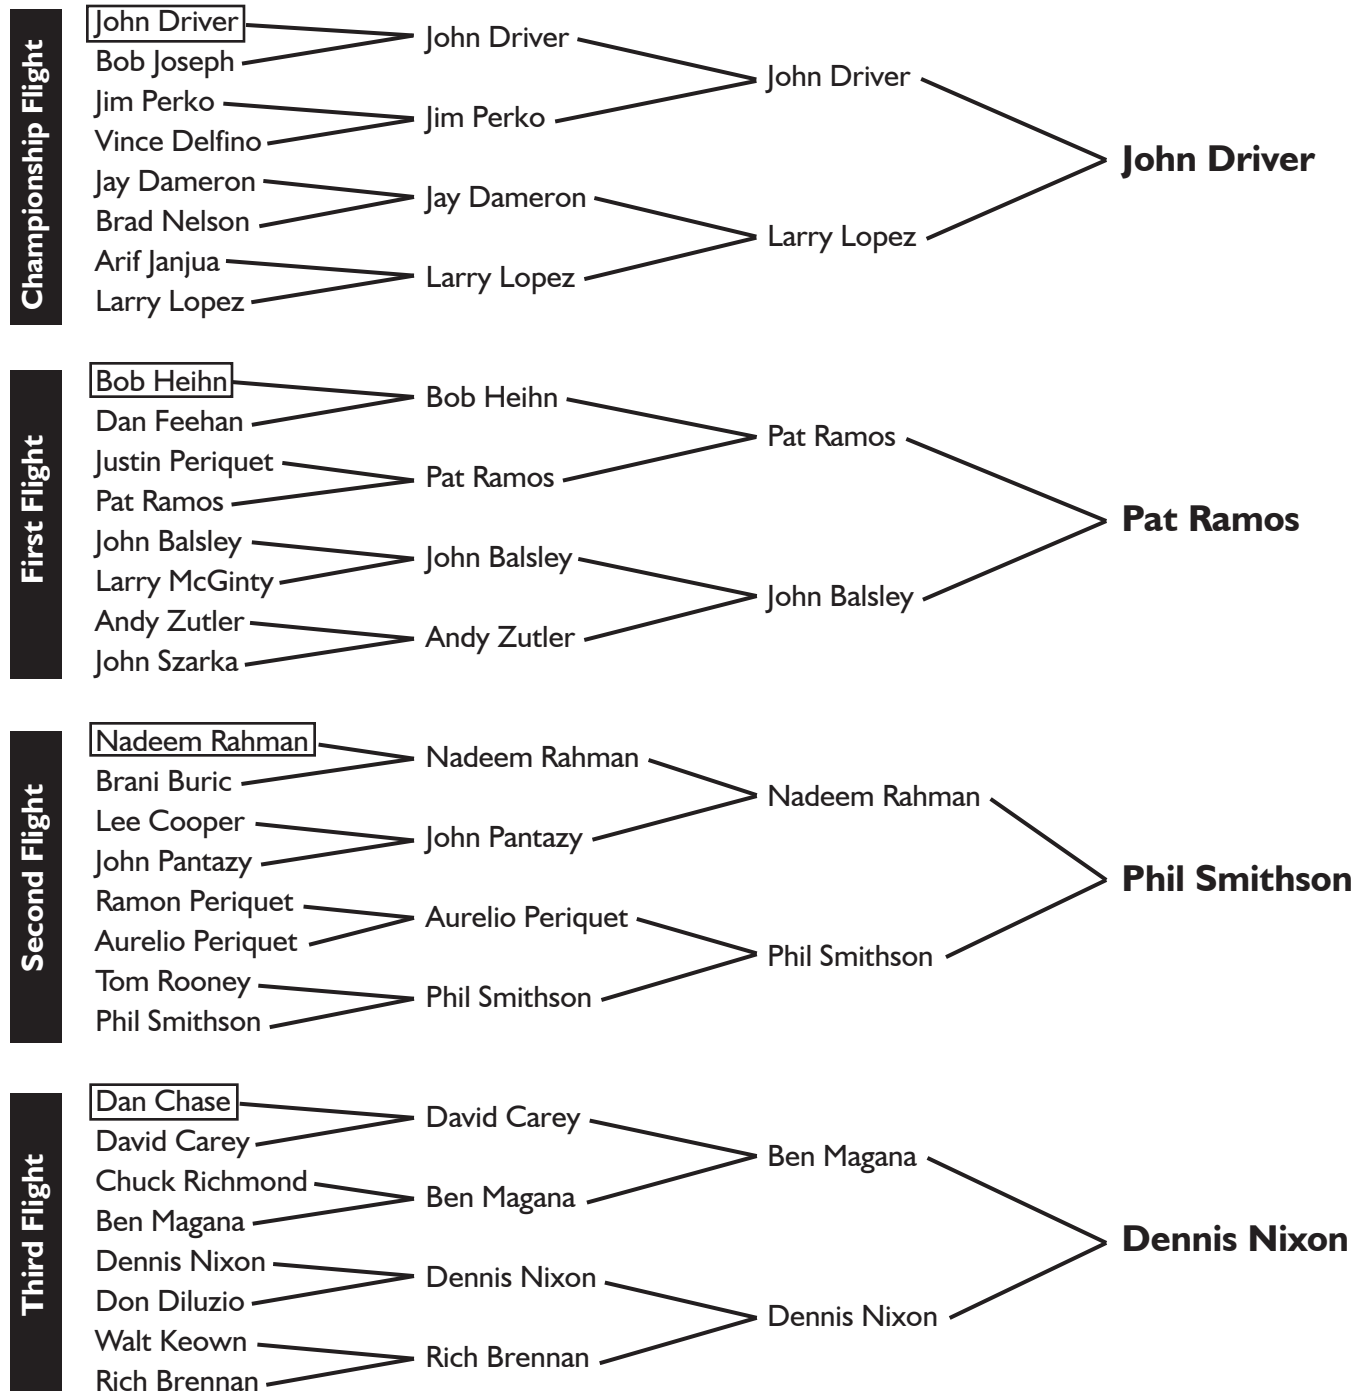 Championship Flight
John Driver
Bob Joseph
Jim Perko
Vince Delfino
Jay Dameron
Brad Nelson
Arif Janjua
Larry Lopez
John Driver
Jim Perko
Jay Dameron
Larry Lopez
John Driver
Larry Lopez
John Driver
First Flight
Bob Heihn
Dan Feehan
Justin Periquet
Pat Ramos
John Balsley
Larry McGinty
Andy Zutler
John Szarka
Bob Heihn
Pat Ramos
John Balsley
Andy Zutler
Pat Ramos
John Balsley
Pat Ramos
Second Flight
Nadeem Rahman
Brani Buric
Lee Cooper
John Pantazy
Ramon Periquet
Aurelio Periquet
Tom Rooney
Phil Smithson
Nadeem Rahman
John Pantazy
Aurelio Periquet
Phil Smithson
Nadeem Rahman
Phil Smithson
Phil Smithson
Third Flight
Dan Chase
David Carey
Chuck Richmond
Ben Magana
Dennis Nixon
Don Diluzio
Walt Keown
Rich Brennan
David Carey
Ben Magana
Dennis Nixon
Rich Brennan
Ben Magana
Dennis Nixon
Dennis Nixon